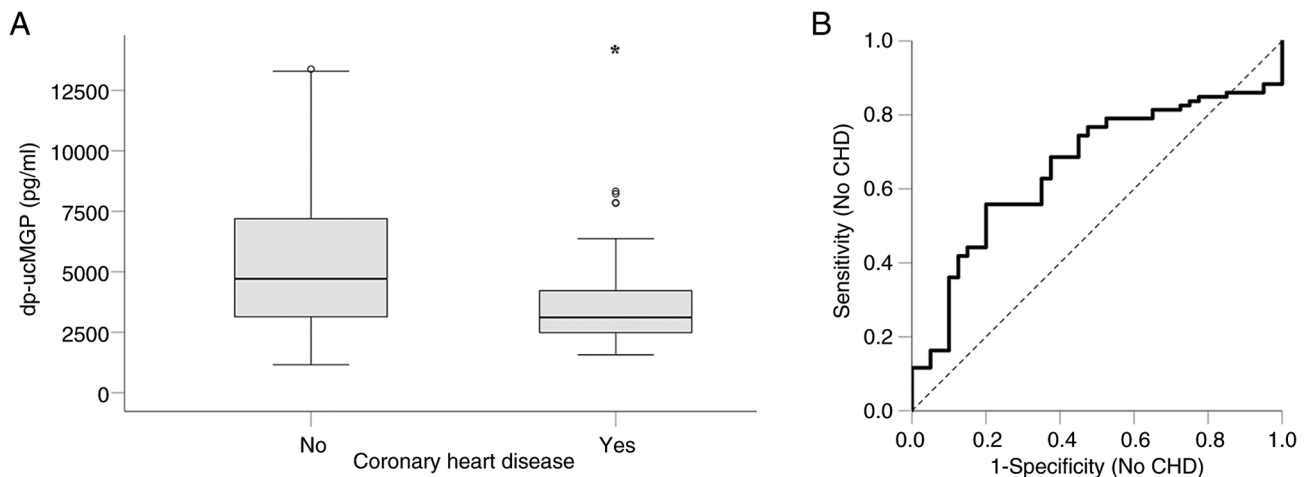 A
dp-ucMGP (pg/ml)
12500
10000
7500
5000
2500
0
No
Yes
Coronary heart disease
*
B
Sensitivity (No CHD)
1.0
0.8
0.6
0.4
0.2
0.0
0.0 0.2 0.4 0.6 0.8 1.0
1-Specificity (No CHD)